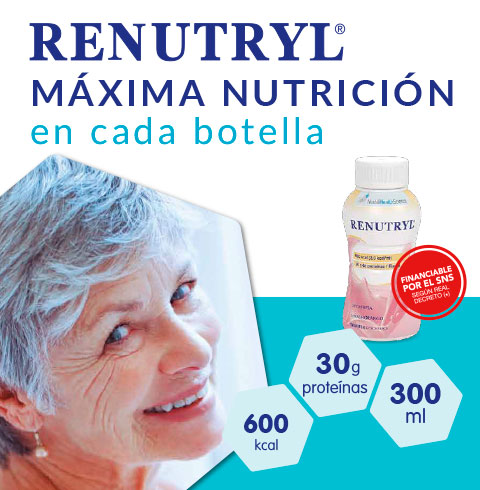 RENUTRYL®
MÁXIMA NUTRICIÓN
en cada botella
RENUTRYL
FINANCIABLE
POR EL SNS
SEGÚN REAL
DECRETO (*)
30 g
proteínas
300
ml
600
kcal